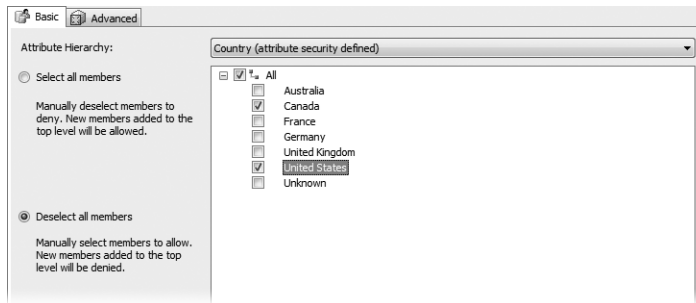 Basic Advanced
Attribute Hierarchy: Country (attribute security defined)
Select all members
Manually deselect members to
deny. New members added to the
top level will be allowed.
Deselect all members
Manually select members to allow.
New members added to the top
level will be denied.
All
Australia
Canada
France
Germany
United Kingdom
United States
Unknown